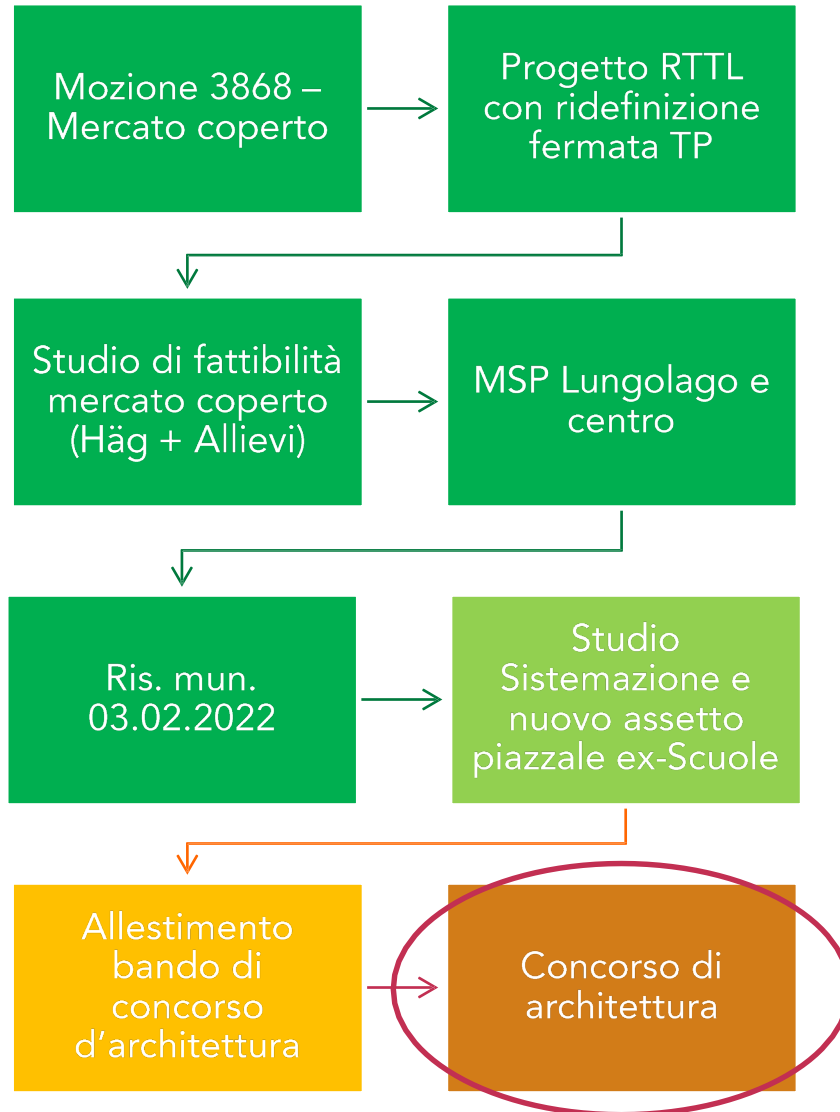 Mozione 3868 –
Mercato coperto
Progetto RTTL
con ridefinizione
fermata TP
Studio di fattibilità
mercato coperto
(Häg + Allievi)
MSP Lungolago e
centro
Ris. mun.
03.02.2022
Studio
Sistemazione e
nuovo assetto
piazzale ex-Scuole
Allestimento
bando di
concorso
d’architettura
Concorso di
architettura